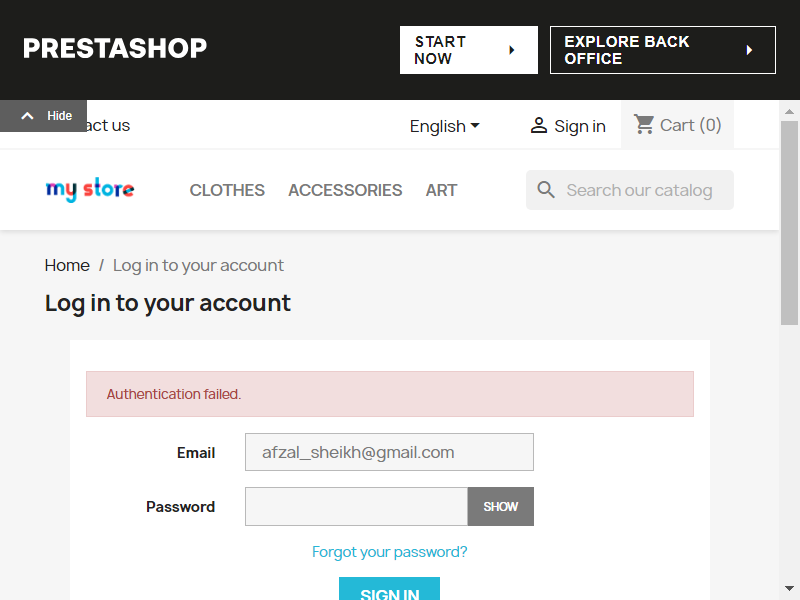 PRESTASHOP
START NOW
EXPLORE BACK OFFICE
Hide
act us
English
Sign in
Cart (0)
my store
CLOTHES
ACCESSORIES
ART
Search our catalog
Home / Log in to your account
Log in to your account
Authentication failed.
Email
afzal_sheikh@gmail.com
Password
SHOW
Forgot your password?
SIGN IN